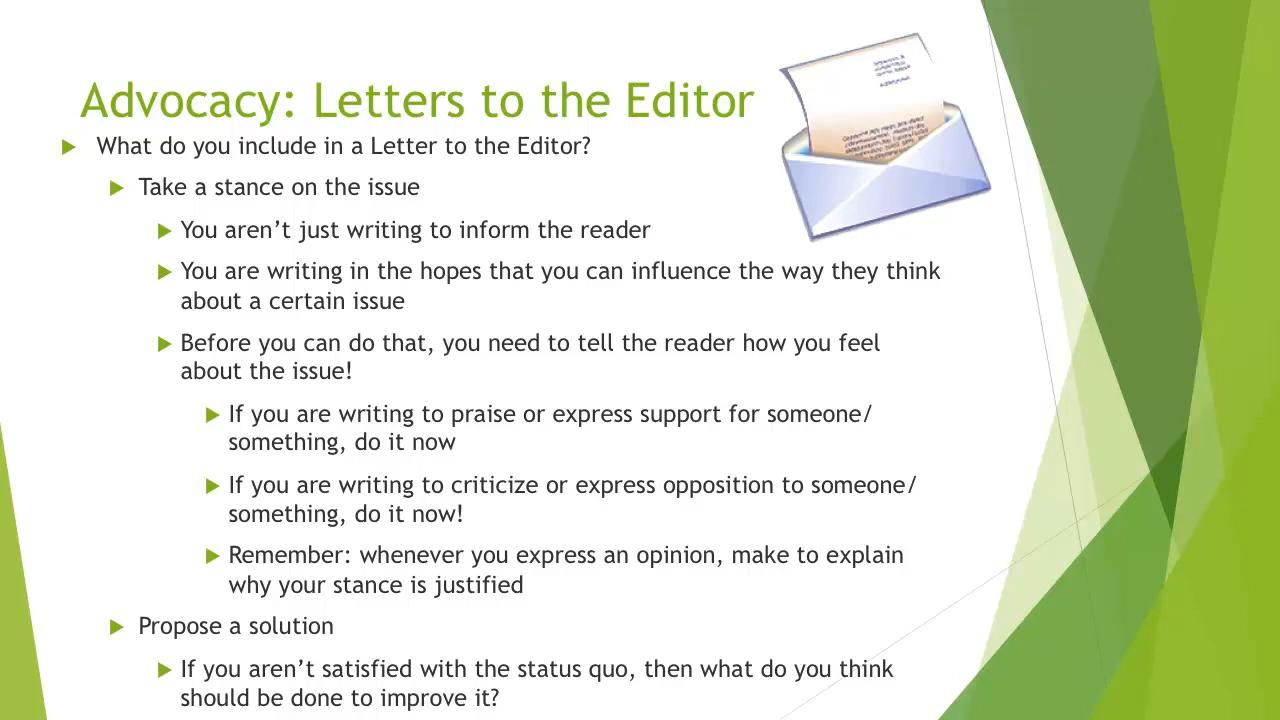 Advocacy: Letters to the Editor
What do you include in a Letter to the Editor?
Take a stance on the issue
You aren’t just writing to inform the reader
You are writing in the hopes that you can influence the way they think
about a certain issue
Before you can do that, you need to tell the reader how you feel
about the issue!
If you are writing to praise or express support for someone/
something, do it now
If you are writing to criticize or express opposition to someone/
something, do it now!
Remember: whenever you express an opinion, make to explain
why your stance is justified
Propose a solution
If you aren’t satisfied with the status quo, then what do you think
should be done to improve it?